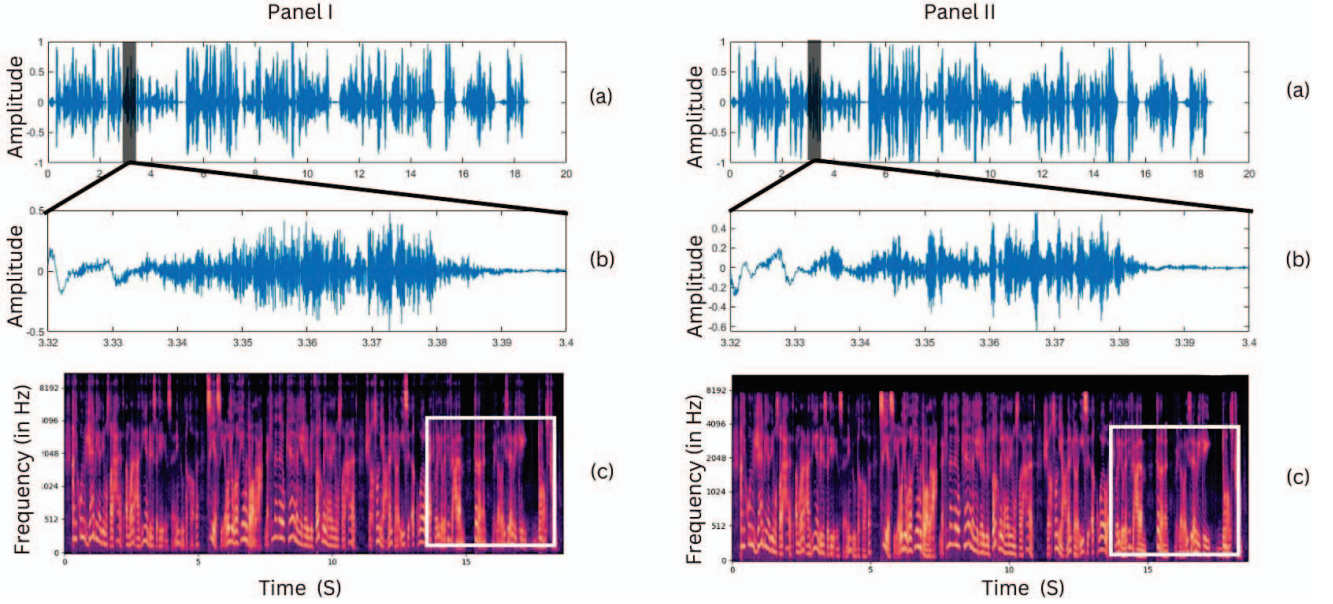 Panel I
Amplitude
1
0.5
0
-0.5
-1
0 2 4 6 8 10 12 14 16 18 20
(a)
Amplitude
0.5
0
-0.5
3.32 3.33 3.34 3.35 3.36 3.37 3.38 3.39 3.4
(b)
Frequency (in Hz)
8192
512
0
0 5 10 15
Time (S)
(c)
Panel II
Amplitude
1
0.5
0
-0.5
-1
0 2 4 6 8 10 12 14 16 18 20
(a)
Amplitude
0.4
0.2
0
-0.2
-0.4
-0.6
3.32 3.33 3.34 3.35 3.36 3.37 3.38 3.39 3.4
(b)
Frequency (in Hz)
8192
4096
2048
1024
512
0
0 5 10 15
Time (S)
(c)